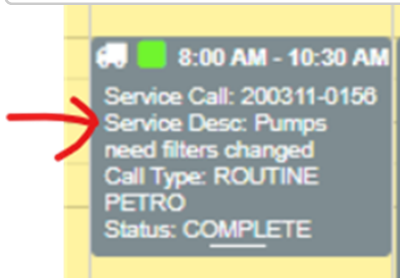 8:00 AM - 10:30 AM
Service Call: 200311-0156
Service Desc: Pumps
need filters changed
Call Type: ROUTINE
PETRO
Status: COMPLETE